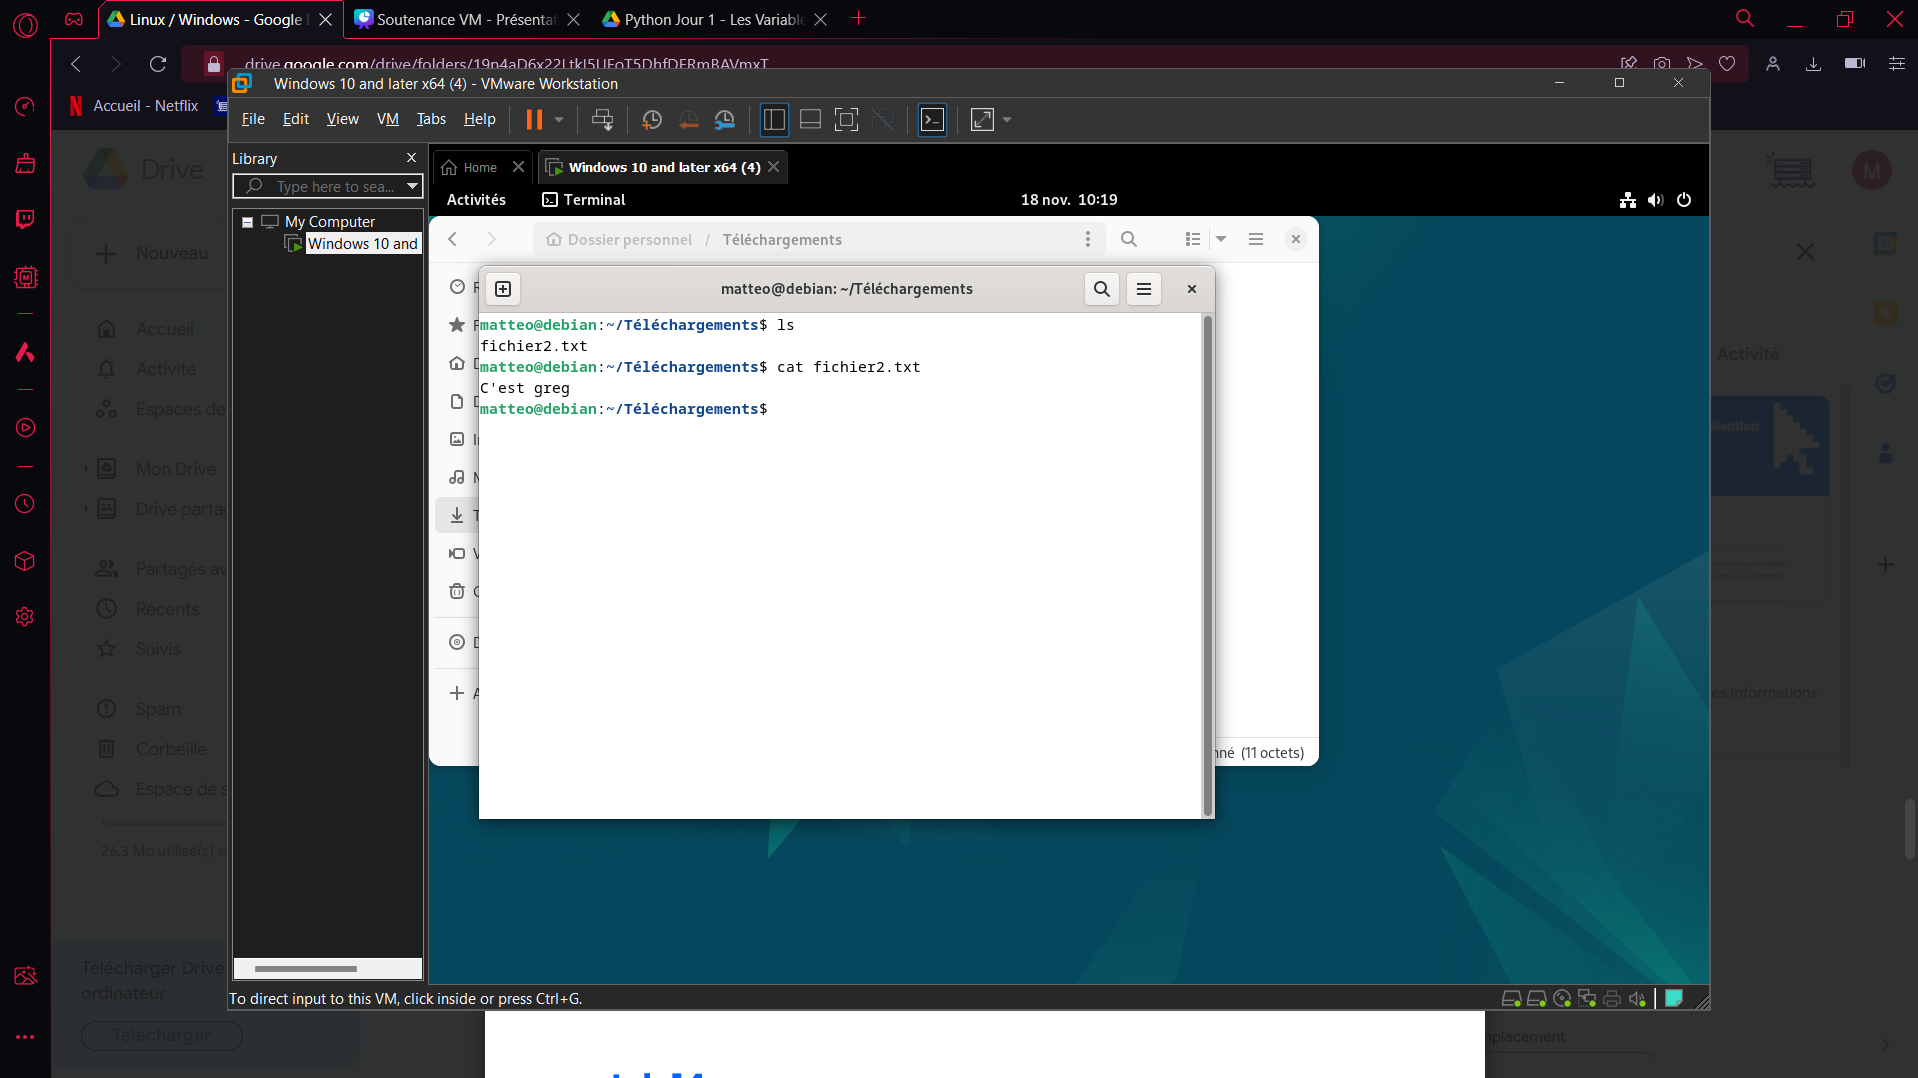 Linux / Windows - Google
Soutenance VM - Présentat
Python Jour 1 - Les Variable
drive.google.com/drive/folders/19p4aD6x22LtkI5UFoT5DhfDFRmBAVmxT
Accueil - Netflix
Windows 10 and later x64 (4) - VMware Workstation
File Edit View VM Tabs Help
Library
Type here to sea...
My Computer
Windows 10 and
Home
Windows 10 and later x64 (4)
Activités
Terminal
18 nov. 10:19
Dossier personnel / Téléchargements
matteo@debian: ~/Téléchargements
matteo@debian:~/Téléchargements$ ls
fichier2.txt
matteo@debian:~/Téléchargements$ cat fichier2.txt
C'est greg
matteo@debian:~/Téléchargements$
nné (11 octets)
Drive
Nouveau
Accueil
Activité
Espaces de
Mon Drive
Drive partag
Partagés av
Récents
Suivis
Spam
Corbeille
Espace de s
26.3 Mo utilisé(s) s
Télécharger Drive
ordinateur
Télécharger
M
Activité
alisation
es informations
mplacement
To direct input to this VM, click inside or press Ctrl+G.